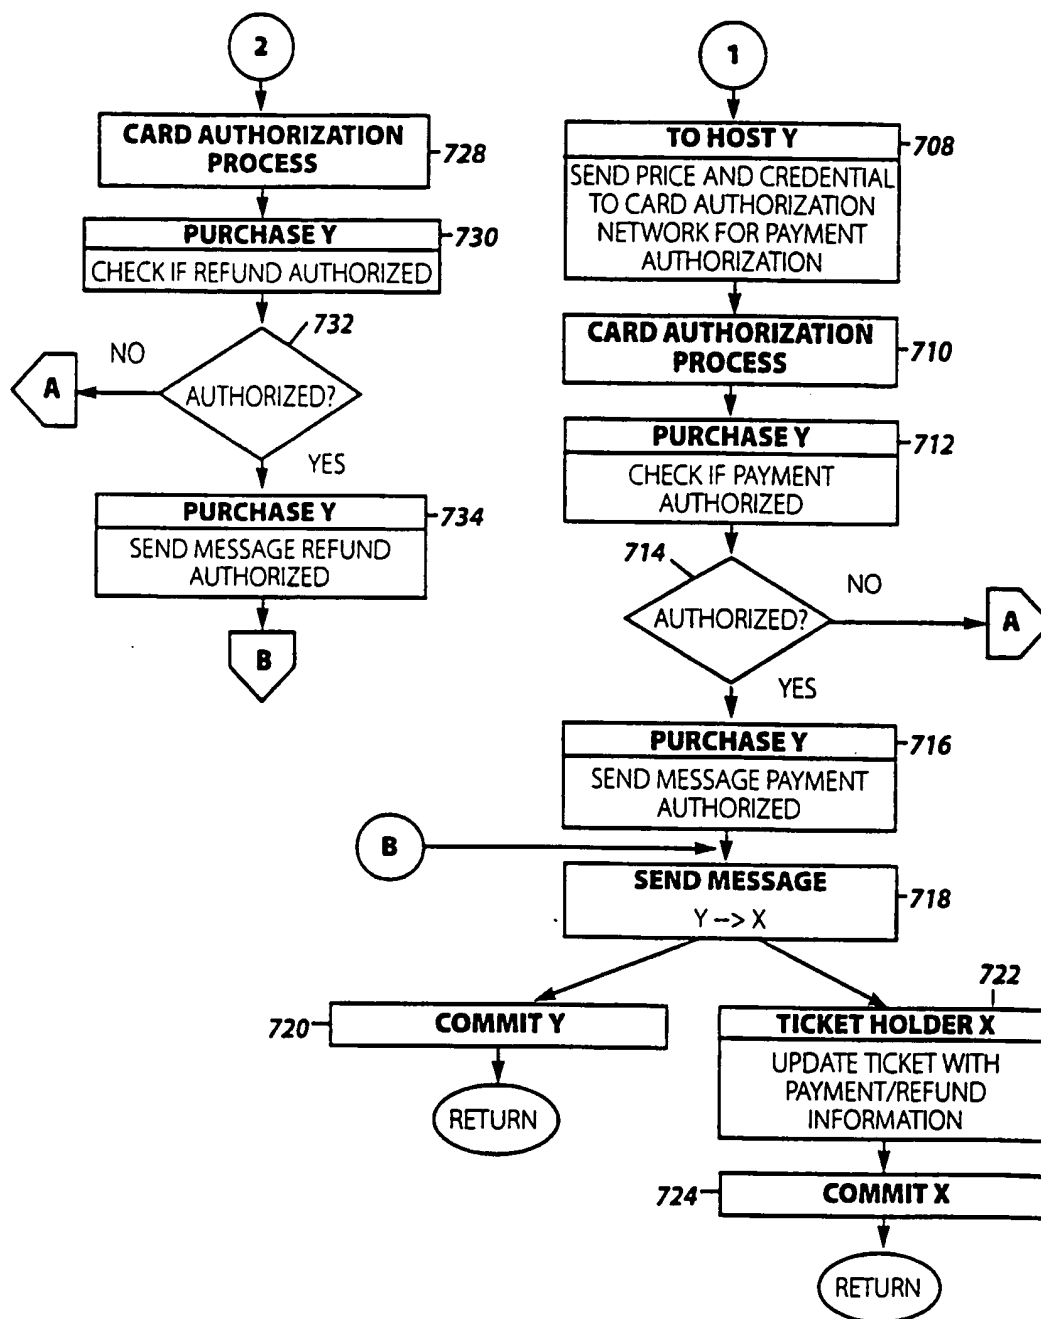 2
CARD AUTHORIZATION
PROCESS
728
PURCHASE Y
730
CHECK IF REFUND AUTHORIZED
732
NO
A
AUTHORIZED?
YES
PURCHASE Y
734
SEND MESSAGE REFUND
AUTHORIZED
B
1
TO HOST Y
708
SEND PRICE AND CREDENTIAL
TO CARD AUTHORIZATION
NETWORK FOR PAYMENT
AUTHORIZATION
CARD AUTHORIZATION
PROCESS
710
PURCHASE Y
712
CHECK IF PAYMENT
AUTHORIZED
714
AUTHORIZED?
NO
A
YES
PURCHASE Y
716
SEND MESSAGE PAYMENT
AUTHORIZED
B
SEND MESSAGE
718
Y --> X
720
COMMIT Y
RETURN
722
TICKET HOLDER X
UPDATE TICKET WITH
PAYMENT/REFUND
INFORMATION
724
COMMIT X
RETURN